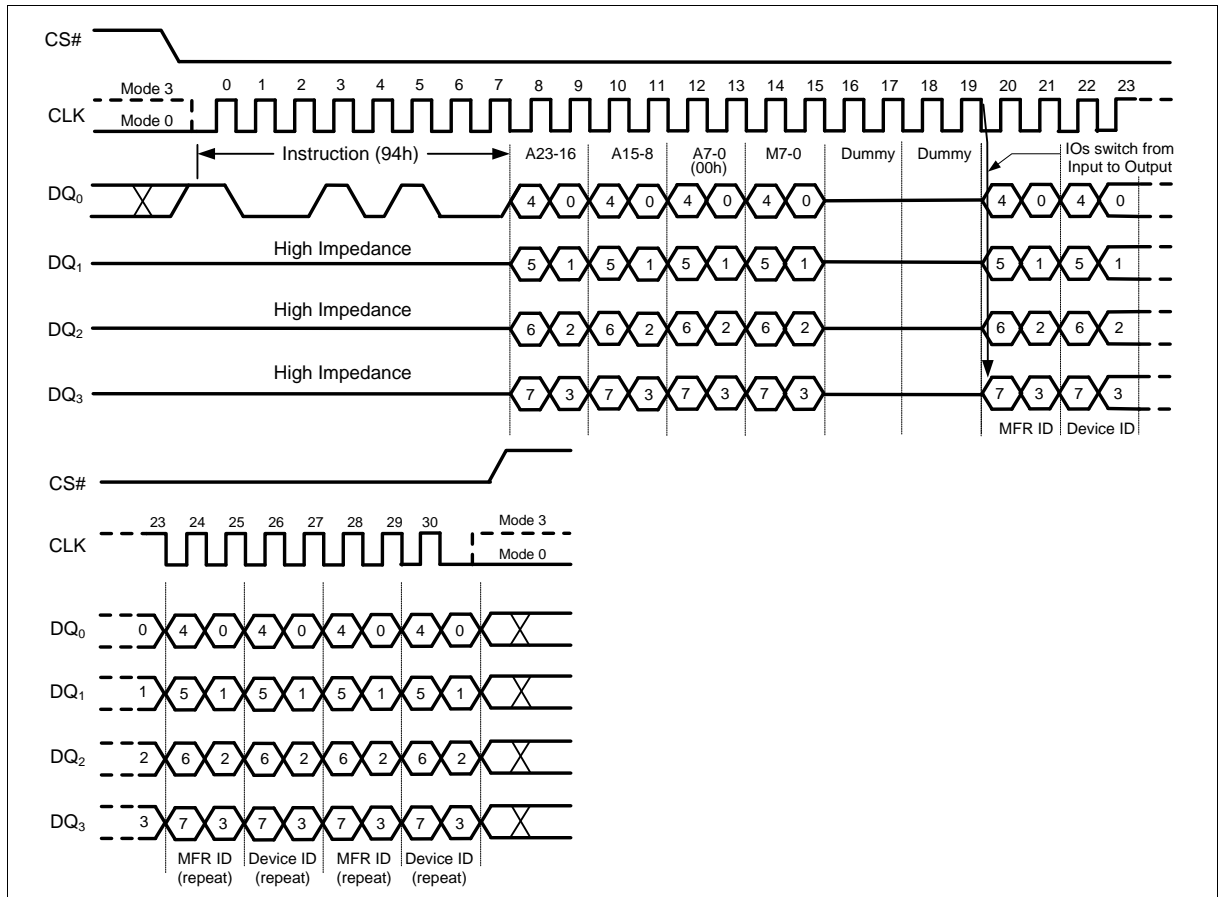 CS#
Mode 3
0 1 2 3 4 5 6 7 8 9 10 11 12 13 14 15 16 17 18 19 20 21 22 23
CLK
Mode 0
Instruction (94h)
A23-16 A15-8 A7-0 M7-0 Dummy Dummy
(00h)
IOs switch from
Input to Output
DQ0 4 0 4 0 4 0 4 0 4 0 4 0
High Impedance
DQ1 5 1 5 1 5 1 5 1 5 1 5 1
High Impedance
DQ2 6 2 6 2 6 2 6 2 6 2 6 2
High Impedance
DQ3 7 3 7 3 7 3 7 3 7 3 7 3
MFR ID Device ID
CS#
23 24 25 26 27 28 29 30 Mode 3
CLK
Mode 0
DQ0 0 4 0 4 0 4 0 4 0
DQ1 1 5 1 5 1 5 1 5 1
DQ2 2 6 2 6 2 6 2 6 2
DQ3 3 7 3 7 3 7 3 7 3
MFR ID Device ID MFR ID Device ID
(repeat) (repeat) (repeat) (repeat)